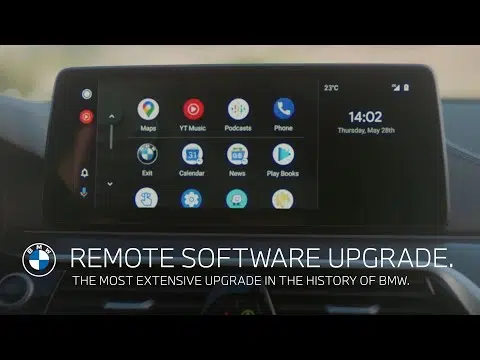 23°C
14:02
Thursday, May 28th
Maps
YT Music
Podcasts
Phone
Exit
Calendar
News
Play Books
BMW
REMOTE SOFTWARE UPGRADE.
THE MOST EXTENSIVE UPGRADE IN THE HISTORY OF BMW.